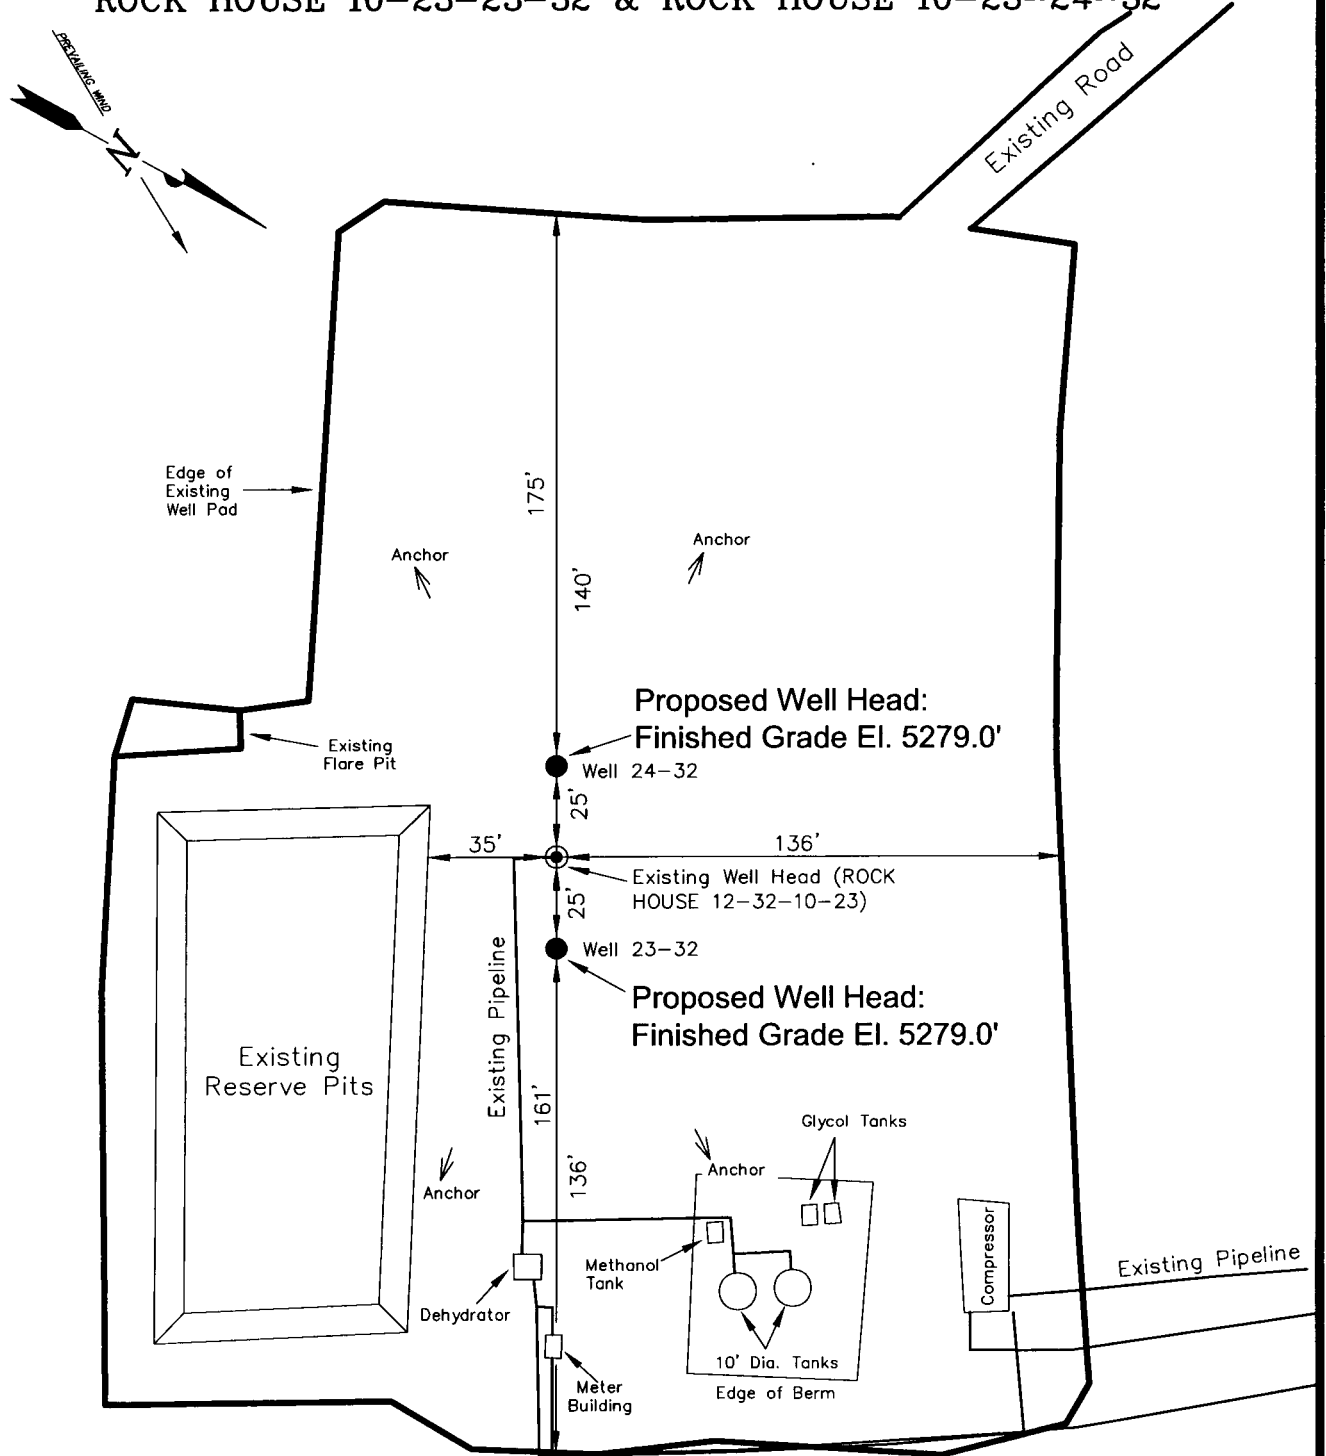 ROCK HOUSE 10-23-23-32 & ROCK HOUSE 10-23-24-32
PREVAILING WIND
N
Existing Road
Edge of
Existing
Well Pad
175'
Anchor
Anchor
140'
Proposed Well Head:
Finished Grade El. 5279.0'
Existing
Flare Pit
Well 24-32
25'
35'
136'
Existing Well Head (ROCK
HOUSE 12-32-10-23)
25'
Well 23-32
Existing Pipeline
Proposed Well Head:
Finished Grade El. 5279.0'
Existing
Reserve Pits
161'
Glycol Tanks
136'
Anchor
Anchor
Methanol
Tank
Compressor
Existing Pipeline
Dehydrator
10' Dia. Tanks
Edge of Berm
Meter
Building